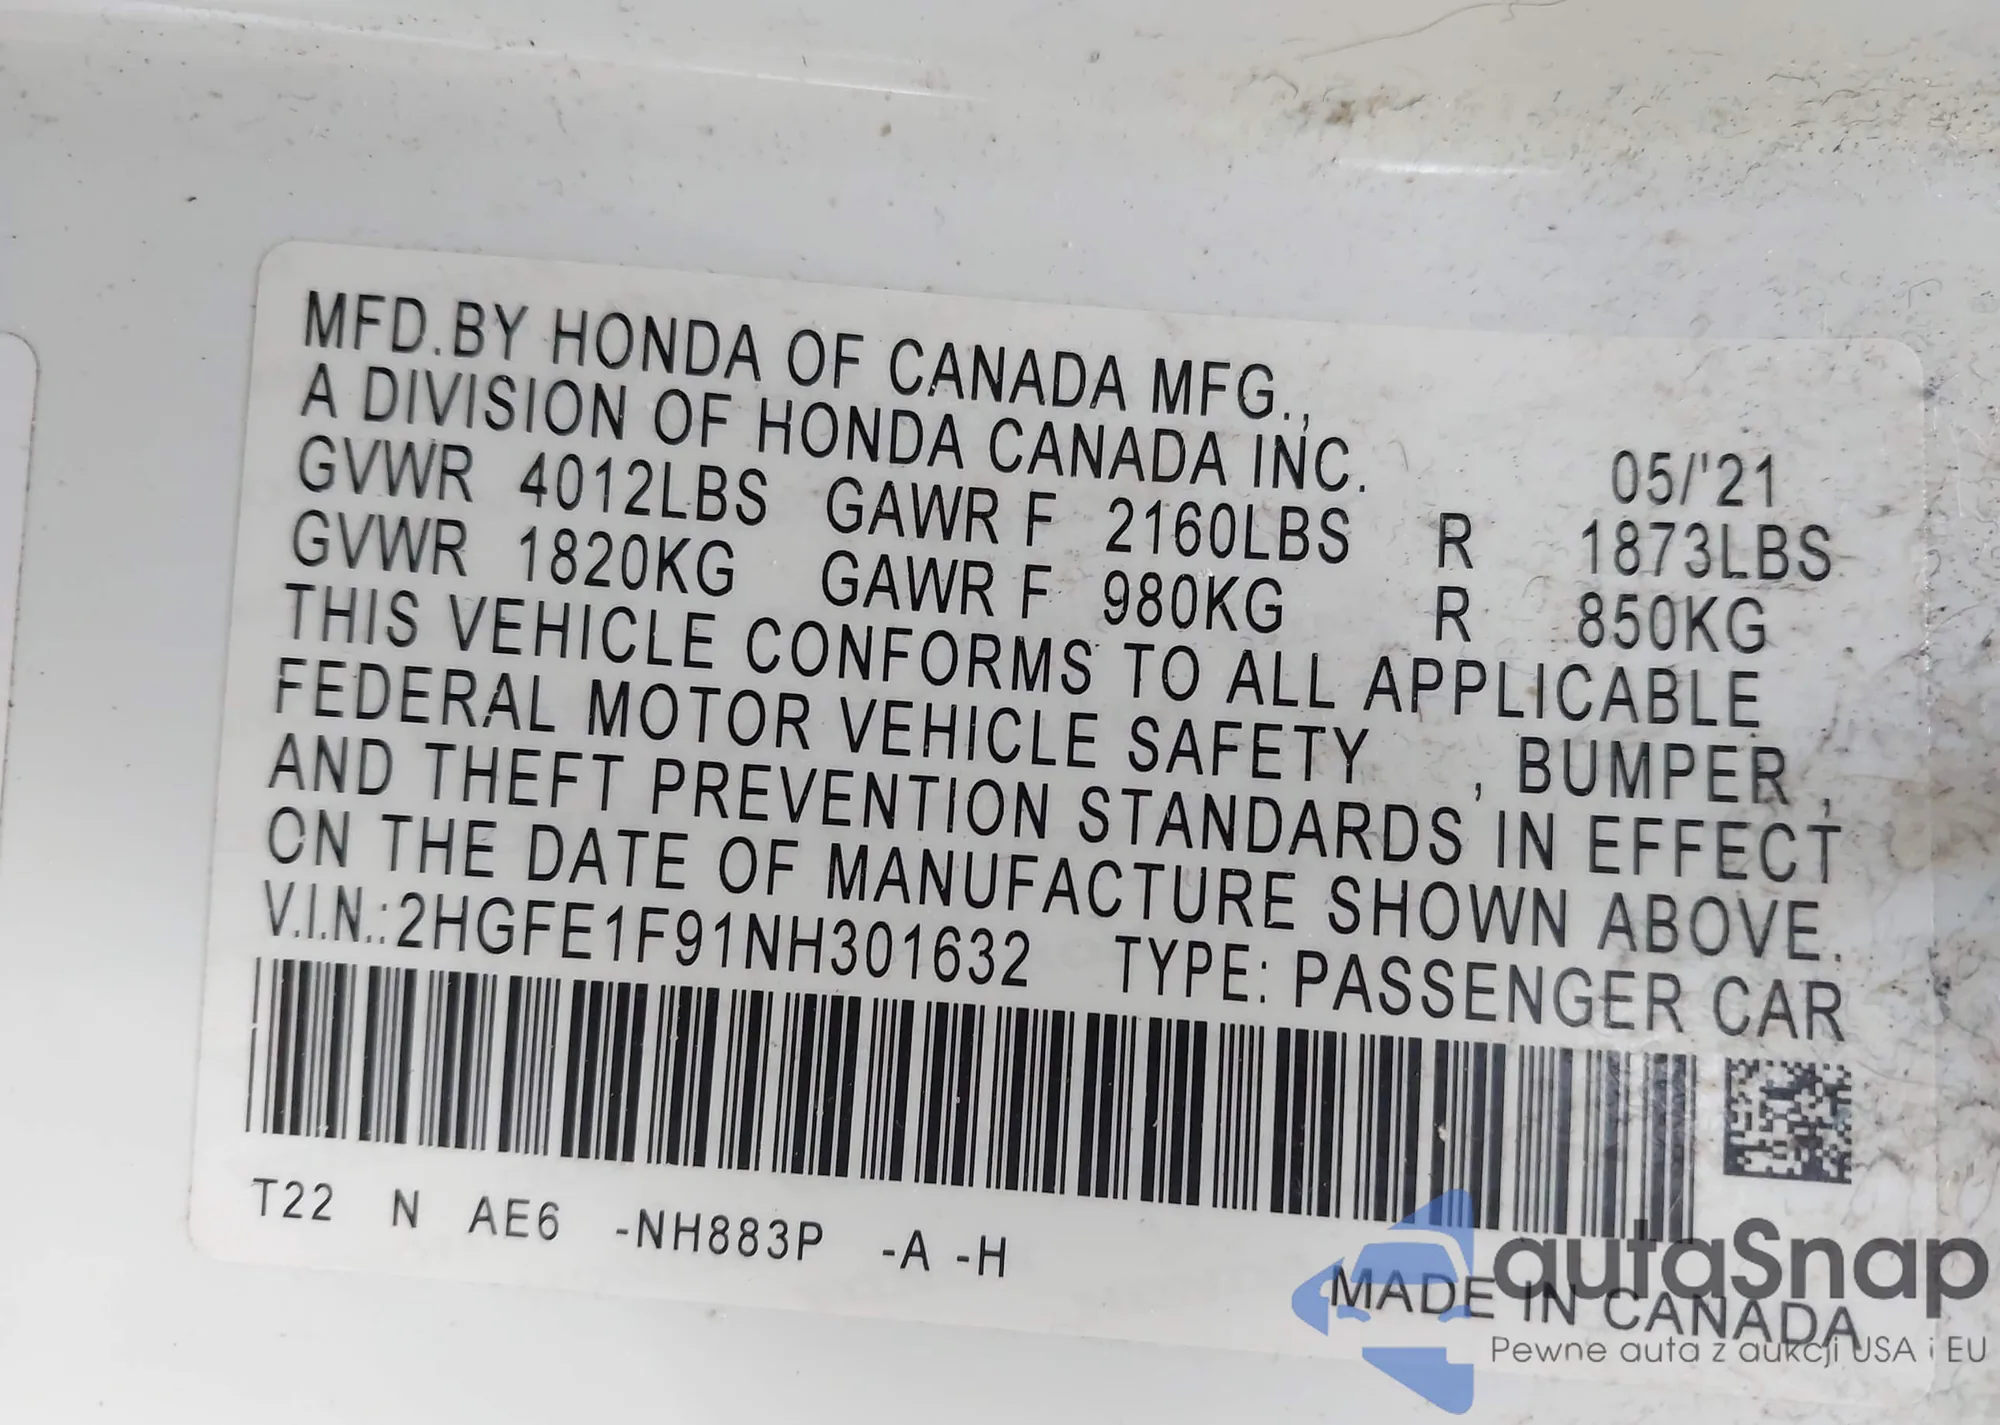 MFD.BY HONDA OF CANADA MFG.,
A DIVISION OF HONDA CANADA INC. 05/'21
GVWR 4012LBS GAWR F 2160LBS R 1873LBS
GVWR 1820KG GAWR F 980KG R 850KG
THIS VEHICLE CONFORMS TO ALL APPLICABLE
FEDERAL MOTOR VEHICLE SAFETY , BUMPER ,
AND THEFT PREVENTION STANDARDS IN EFFECT
ON THE DATE OF MANUFACTURE SHOWN ABOVE.
V.I.N.:2HGFE1F91NH301632 TYPE: PASSENGER CAR
T22 N AE6 -NH883P -A -H
MADE IN CANADA
autaSnap
Pewne auta z aukcji USA i EU